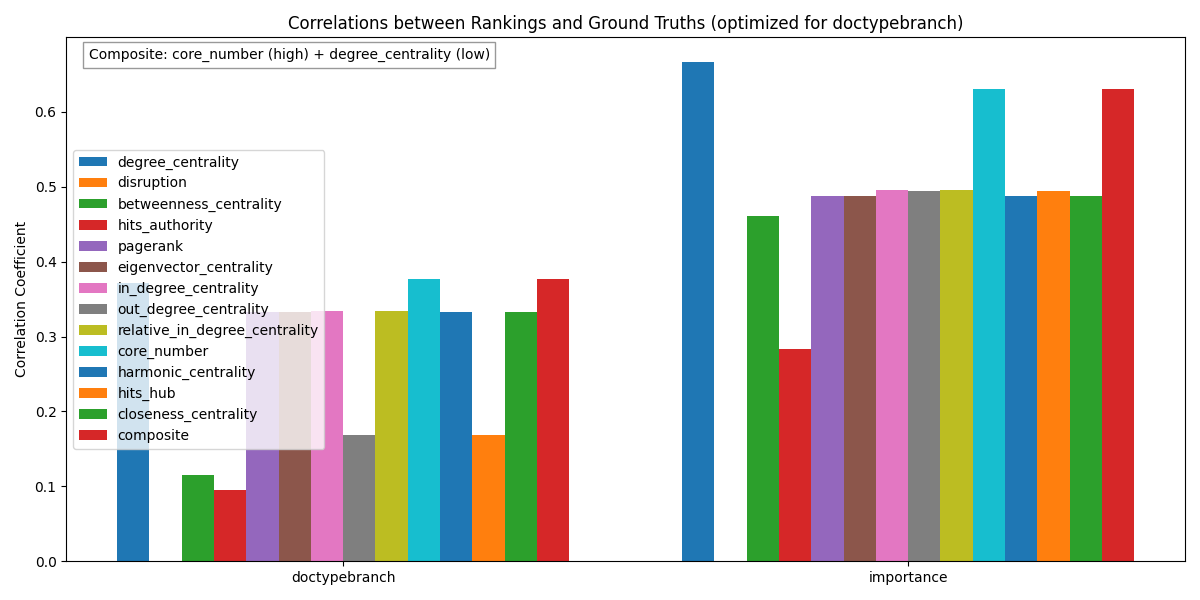 Correlations between Rankings and Ground Truths (optimized for doctypebranch)
Composite: core_number (high) + degree_centrality (low)
Correlation Coefficient
0.6
0.5
0.4
0.3
0.2
0.1
0.0
degree_centrality
disruption
betweenness_centrality
hits_authority
pagerank
eigenvector_centrality
in_degree_centrality
out_degree_centrality
relative_in_degree_centrality
core_number
harmonic_centrality
hits_hub
closeness_centrality
composite
doctypebranch
importance